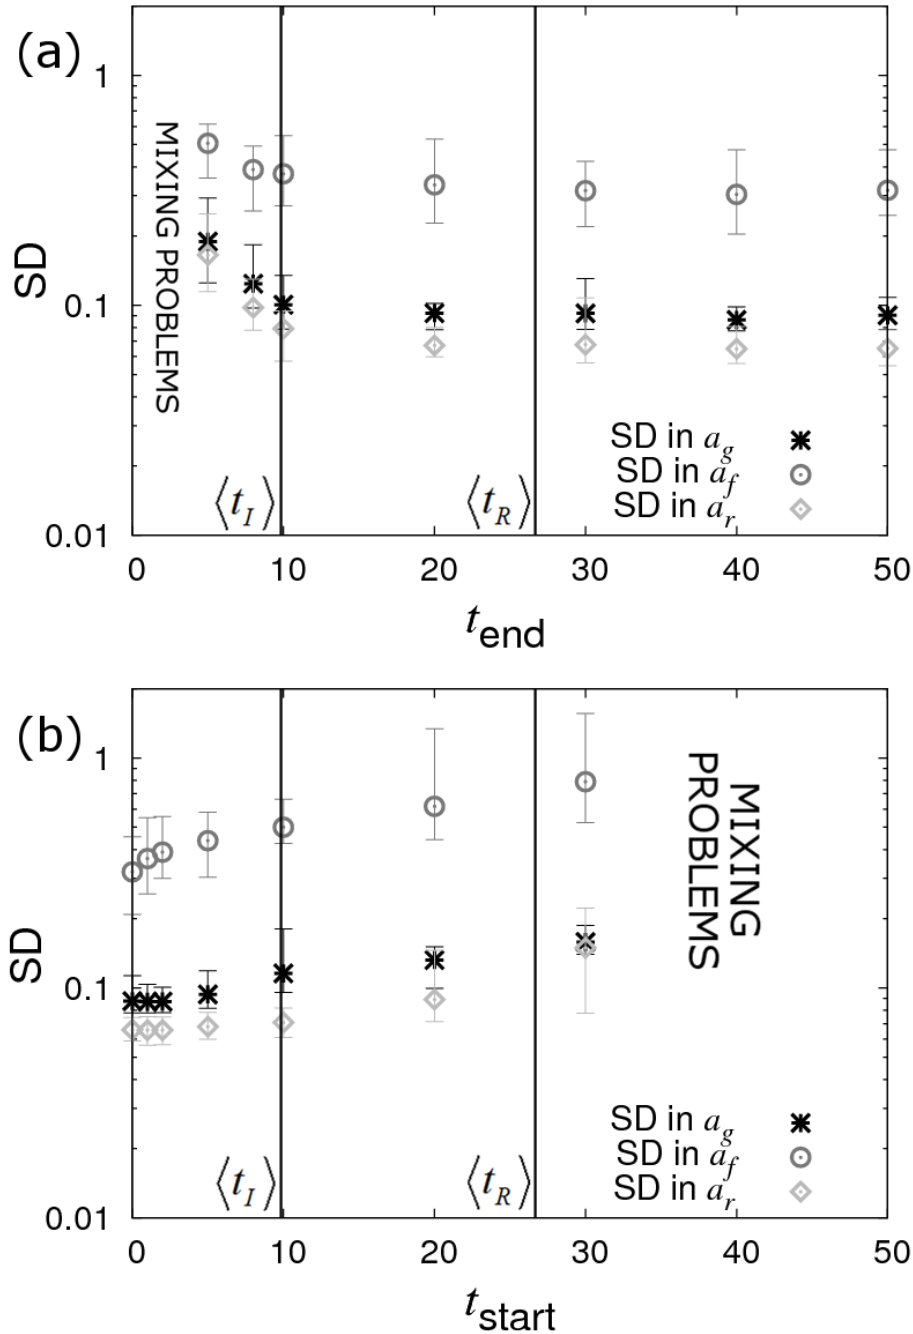 (a)
1
0.1
0.01
SD
MIXING PROBLEMS
⟨t_I⟩
⟨t_R⟩
SD in a_g
SD in a_f
SD in a_r
0 10 20 30 40 50
t_end
(b)
1
0.1
0.01
SD
MIXING
PROBLEMS
⟨t_I⟩
⟨t_R⟩
SD in a_g
SD in a_f
SD in a_r
0 10 20 30 40 50
t_start